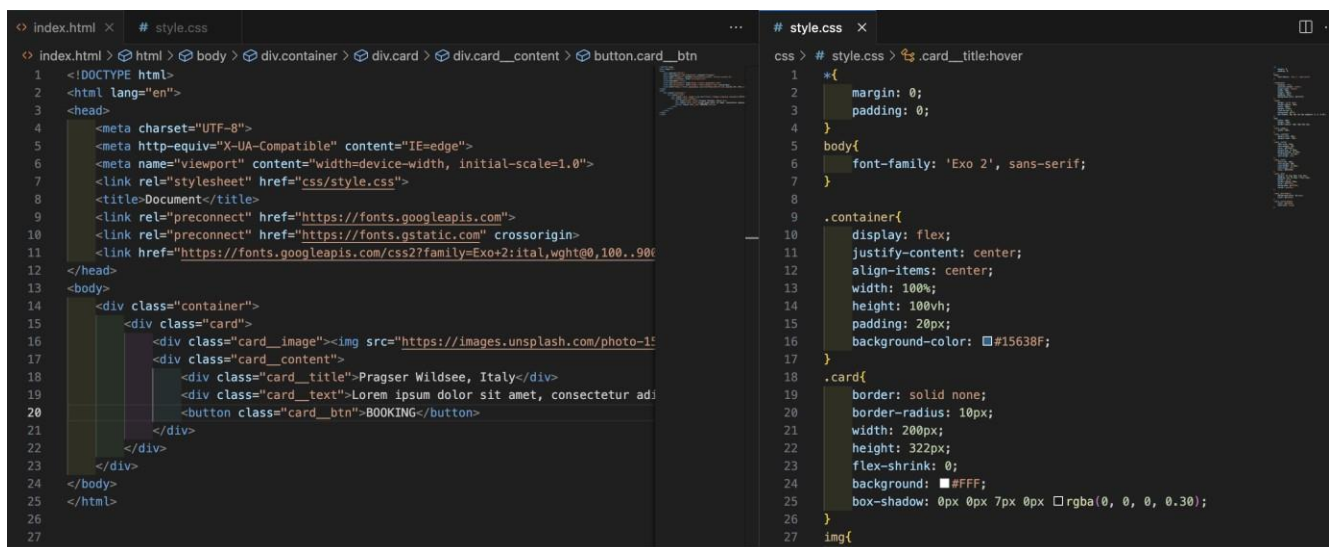 index.html
# style.css
index.html > html > body > div.container > div.card > div.card__content > button.card__btn
1 <!DOCTYPE html>
2 <html lang="en">
3 <head>
4 <meta charset="UTF-8">
5 <meta http-equiv="X-UA-Compatible" content="IE=edge">
6 <meta name="viewport" content="width=device-width, initial-scale=1.0">
7 <link rel="stylesheet" href="css/style.css">
8 <title>Document</title>
9 <link rel="preconnect" href="https://fonts.googleapis.com">
10 <link rel="preconnect" href="https://fonts.gstatic.com" crossorigin>
11 <link href="https://fonts.googleapis.com/css2?family=Exo+2:ital,wght@0,100..900
12 </head>
13 <body>
14 <div class="container">
15 <div class="card">
16 <div class="card__image"><img src="https://images.unsplash.com/photo-15
17 <div class="card__content">
18 <div class="card__title">Pragser Wildsee, Italy</div>
19 <div class="card__text">Lorem ipsum dolor sit amet, consectetur adi
20 <button class="card__btn">BOOKING</button>
21 </div>
22 </div>
23 </div>
24 </body>
25 </html>
26
27
# style.css
css > # style.css > .card__title:hover
1 *{
2 margin: 0;
3 padding: 0;
4 }
5 body{
6 font-family: 'Exo 2', sans-serif;
7 }
8
9 .container{
10 display: flex;
11 justify-content: center;
12 align-items: center;
13 width: 100%;
14 height: 100vh;
15 padding: 20px;
16 background-color: #15638F;
17 }
18 .card{
19 border: solid none;
20 border-radius: 10px;
21 width: 200px;
22 height: 322px;
23 flex-shrink: 0;
24 background: #FFF;
25 box-shadow: 0px 0px 7px 0px rgba(0, 0, 0, 0.30);
26 }
27 img{